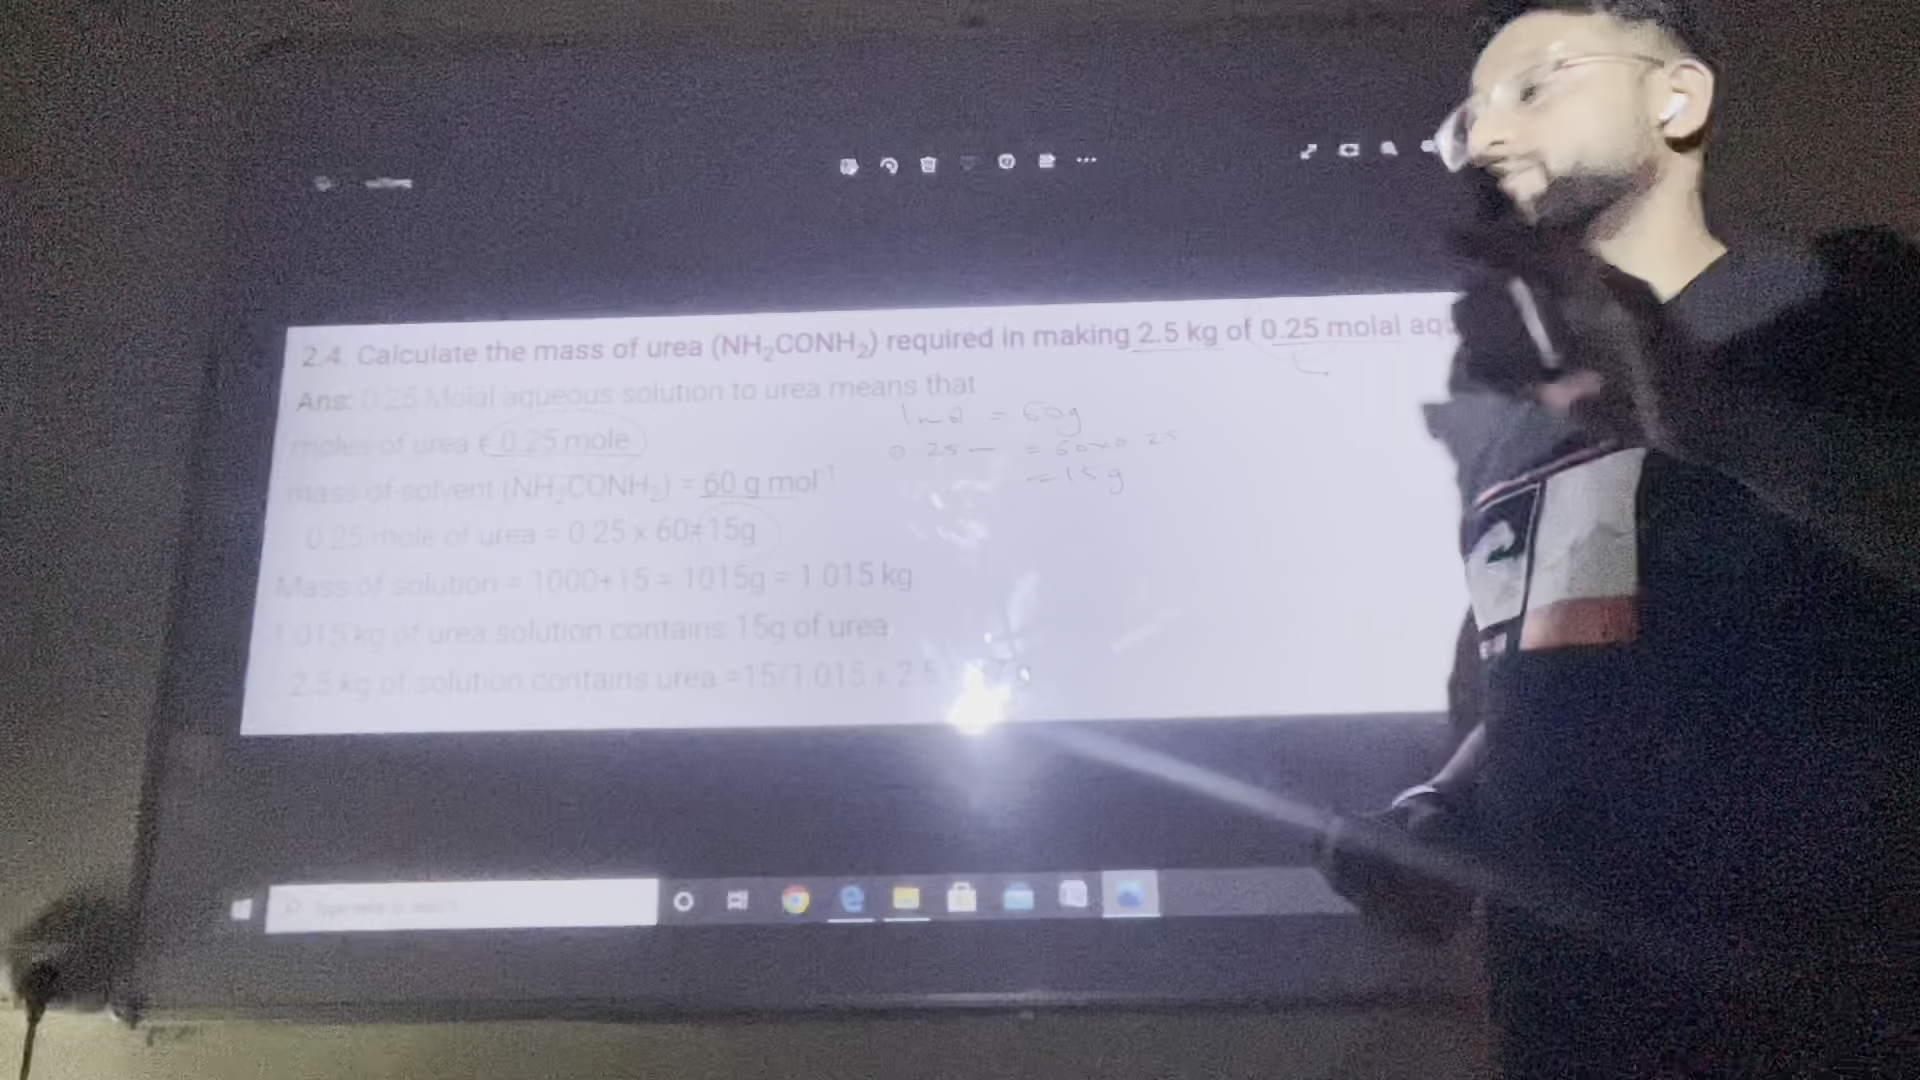 2.4. Calculate the mass of urea (NH₂CONH₂) required in making 2.5 kg of 0.25 molal
Ans: 0.25 Molal aqueous solution to urea means that
moles of urea = 0.25 mole
mass of solvent (NH₂CONH₂) = 60 g mol⁻¹
0.25 mole of urea = 0.25 x 60=15g
Mass of solution = 1000+15 = 1015g = 1.015 kg
1.015 kg of urea solution contains 15g of urea
2.5 kg of solution contains urea =15/1.015 x 2.5
1 mol = 60g
0.25 — = 60×0.25
= 15g
Type here to search